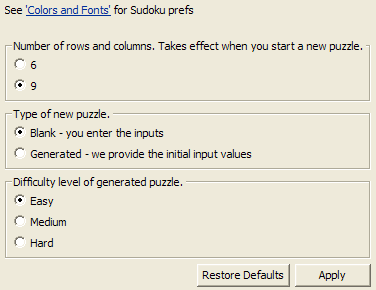 See 'Colors and Fonts' for Sudoku prefs
Number of rows and columns. Takes effect when you start a new puzzle.
6
9
Type of new puzzle.
Blank - you enter the inputs
Generated - we provide the initial input values
Difficulty level of generated puzzle.
Easy
Medium
Hard
Restore Defaults Apply